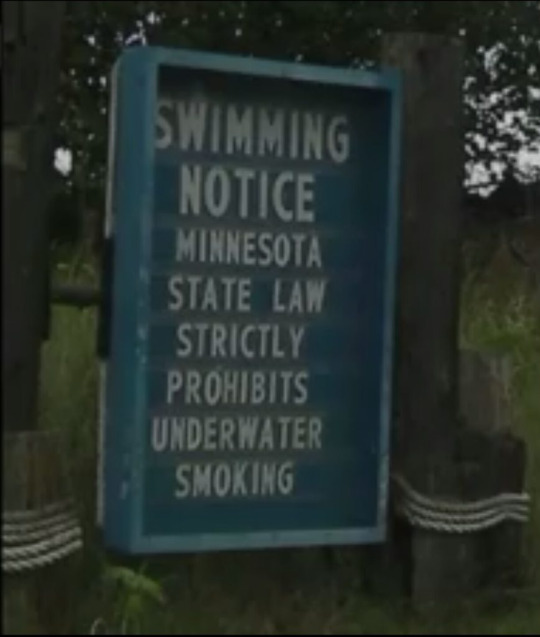 SWIMMING
NOTICE
MINNESOTA
STATE LAW
STRICTLY
PROHIBITS
UNDERWATER
SMOKING